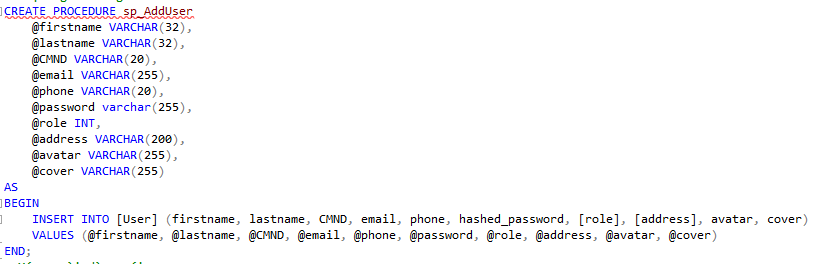 CREATE PROCEDURE sp_AddUser
    @firstname VARCHAR(32),
    @lastname VARCHAR(32),
    @CMND VARCHAR(20),
    @email VARCHAR(255),
    @phone VARCHAR(20),
    @password varchar(255),
    @role INT,
    @address VARCHAR(200),
    @avatar VARCHAR(255),
    @cover VARCHAR(255)
AS
BEGIN
    INSERT INTO [User] (firstname, lastname, CMND, email, phone, hashed_password, [role], [address], avatar, cover)
    VALUES (@firstname, @lastname, @CMND, @email, @phone, @password, @role, @address, @avatar, @cover)
END;